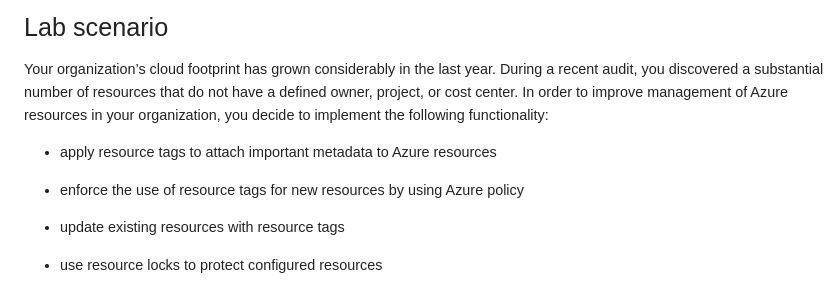 Lab scenario
Your organization’s cloud footprint has grown considerably in the last year. During a recent audit, you discovered a substantial
number of resources that do not have a defined owner, project, or cost center. In order to improve management of Azure
resources in your organization, you decide to implement the following functionality:
• apply resource tags to attach important metadata to Azure resources
• enforce the use of resource tags for new resources by using Azure policy
• update existing resources with resource tags
• use resource locks to protect configured resources